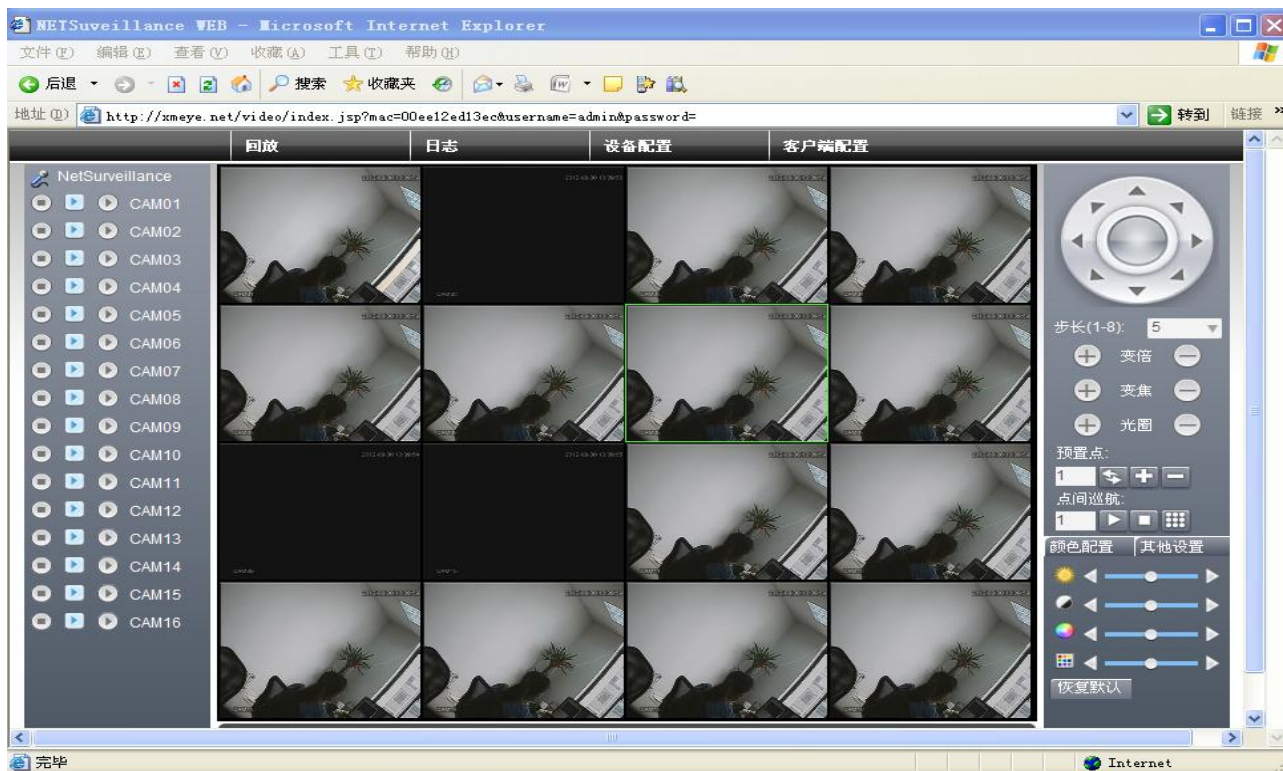 NETSuveillance WEB - Microsoft Internet Explorer
文件(F) 编辑(E) 查看(V) 收藏(A) 工具(T) 帮助(H)
后退 搜索 收藏夹
地址(D) http://xmeye.net/video/index.jsp?mac=00ee12ed13ec&username=admin&password= 转到 链接 »
回放 日志 设备配置 客户端配置
NetSurveillance
CAM01
CAM02
CAM03
CAM04
CAM05
CAM06
CAM07
CAM08
CAM09
CAM10
CAM11
CAM12
CAM13
CAM14
CAM15
CAM16
步长(1-8): 5
变倍
变焦
光圈
预置点:
1
点间巡航:
1
颜色配置 其他设置
恢复默认
完毕 Internet